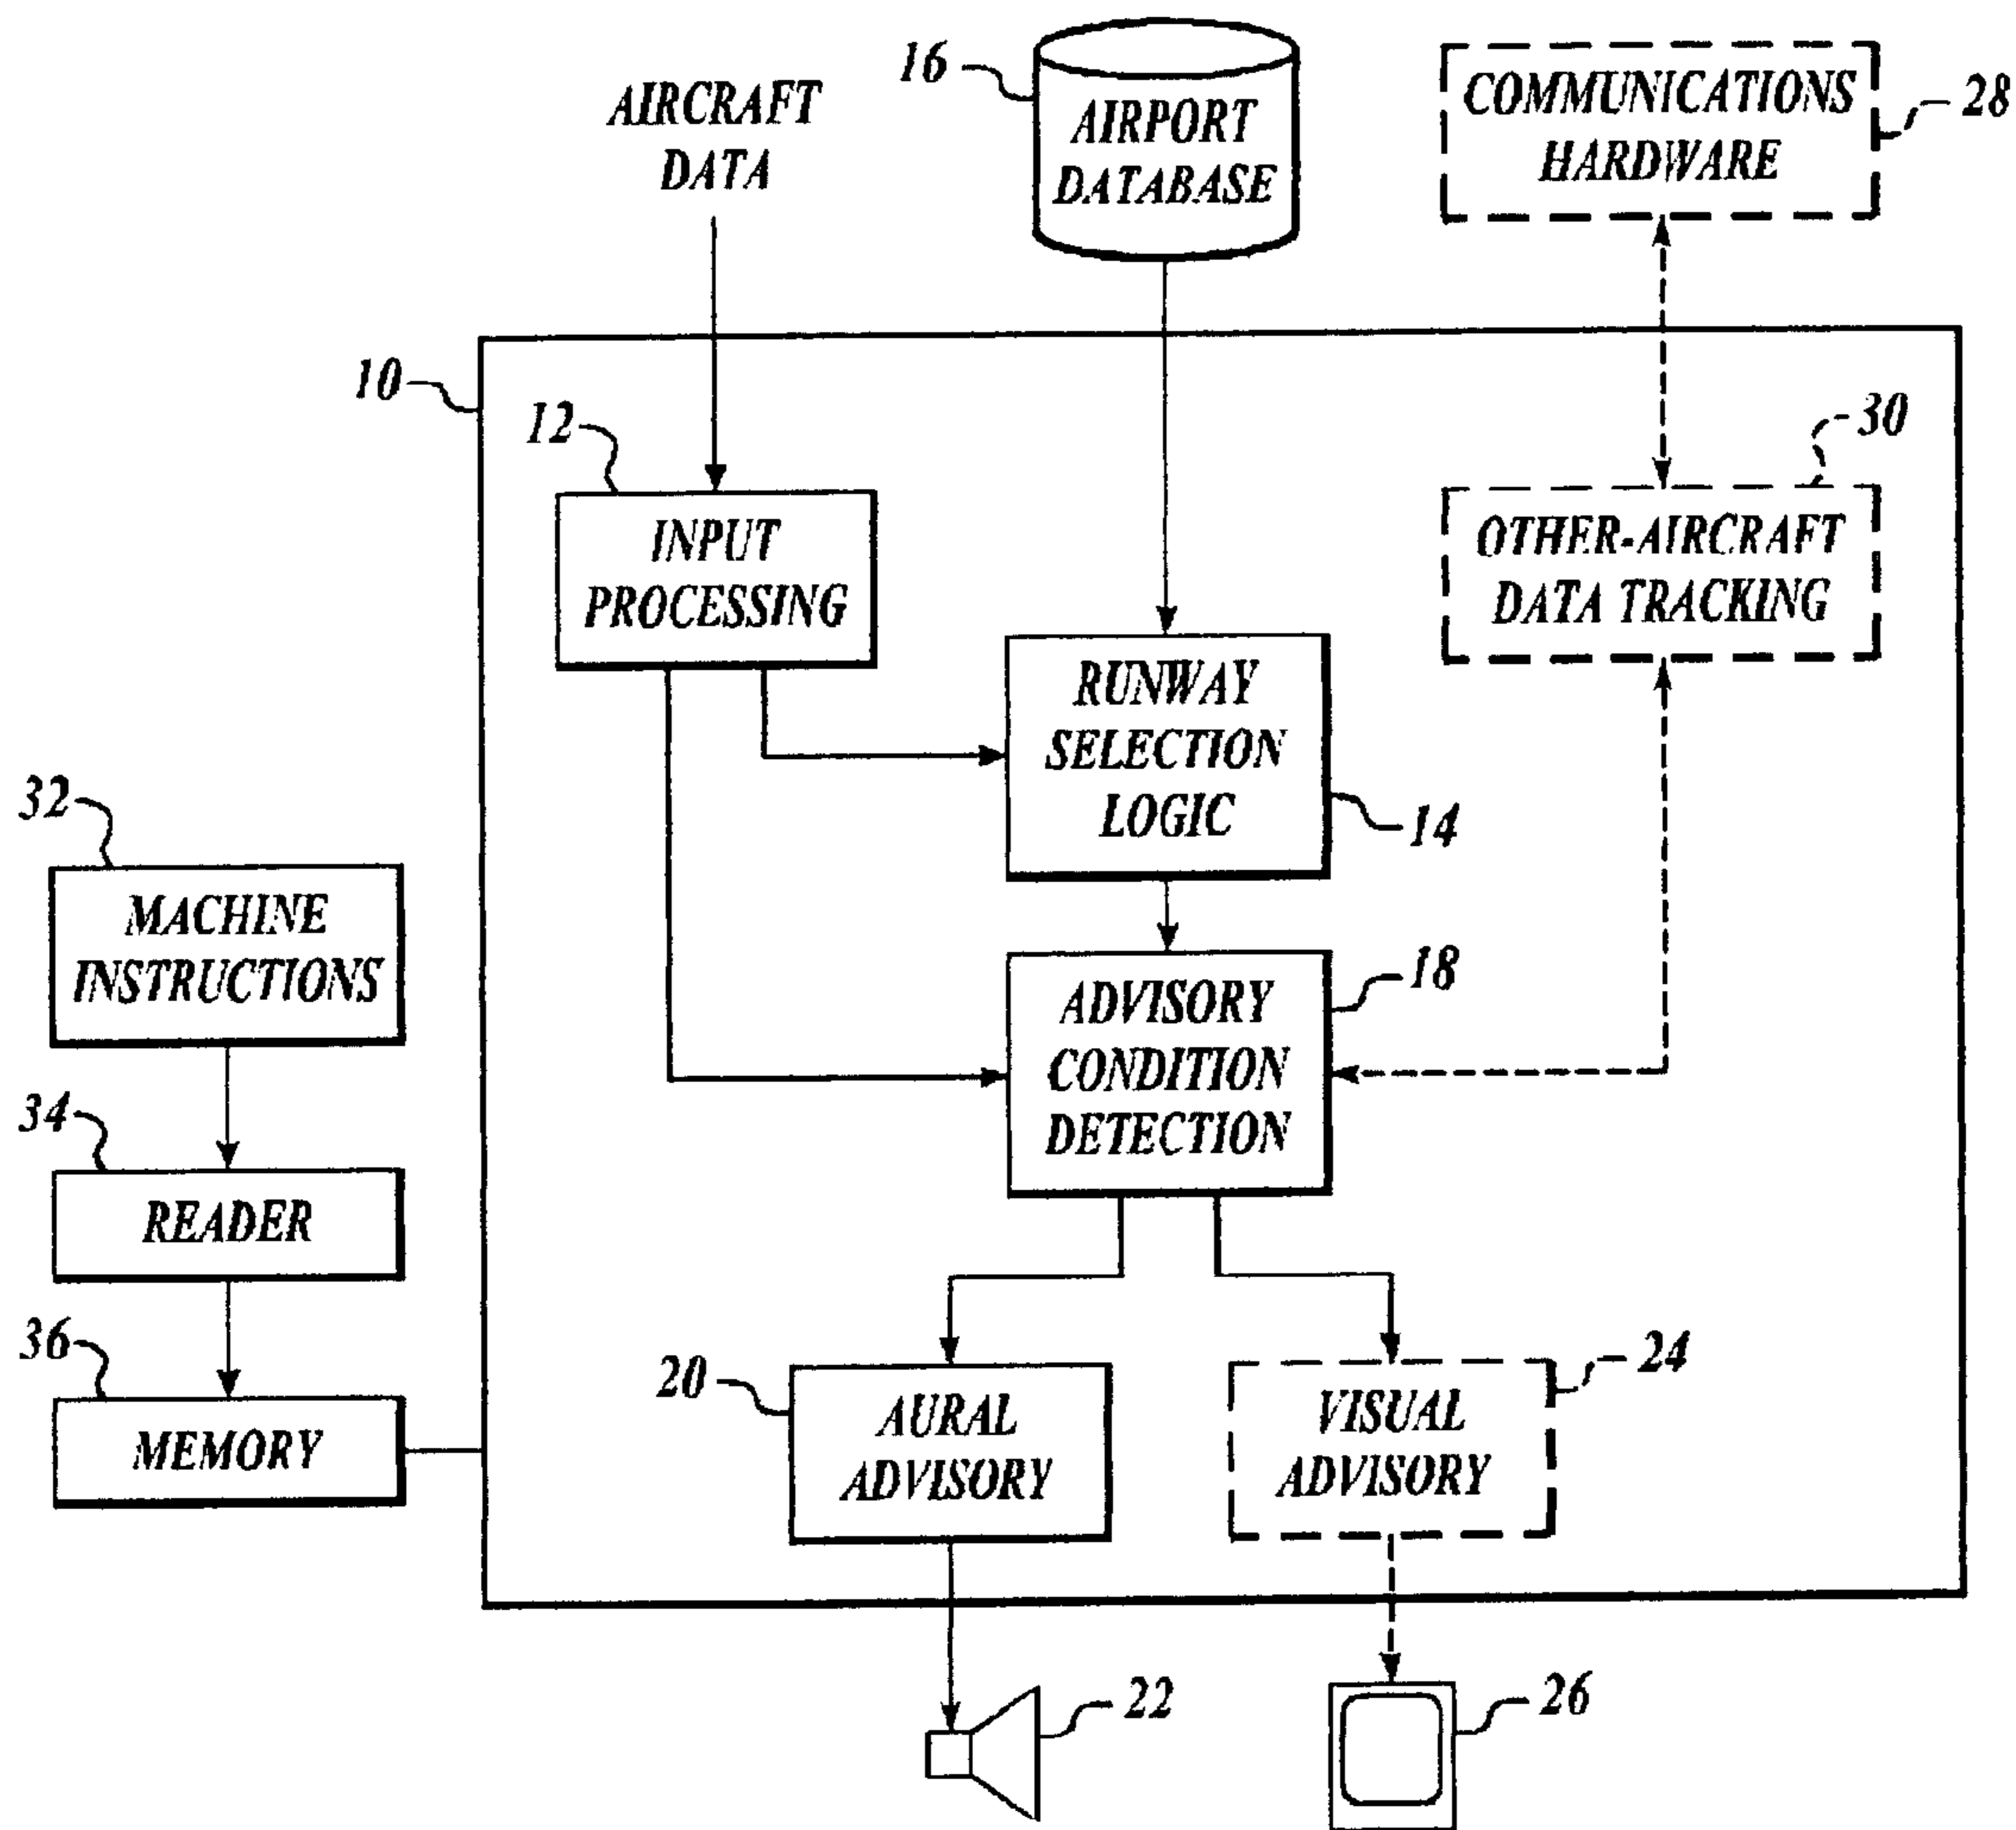 AIRCRAFT
DATA
16
AIRPORT
DATABASE
COMMUNICATIONS
HARDWARE
28
10
12
INPUT
PROCESSING
30
OTHER-AIRCRAFT
DATA TRACKING
RUNWAY
SELECTION
LOGIC
14
32
MACHINE
INSTRUCTIONS
18
ADVISORY
CONDITION
DETECTION
34
READER
36
MEMORY
20
AURAL
ADVISORY
24
VISUAL
ADVISORY
22
26